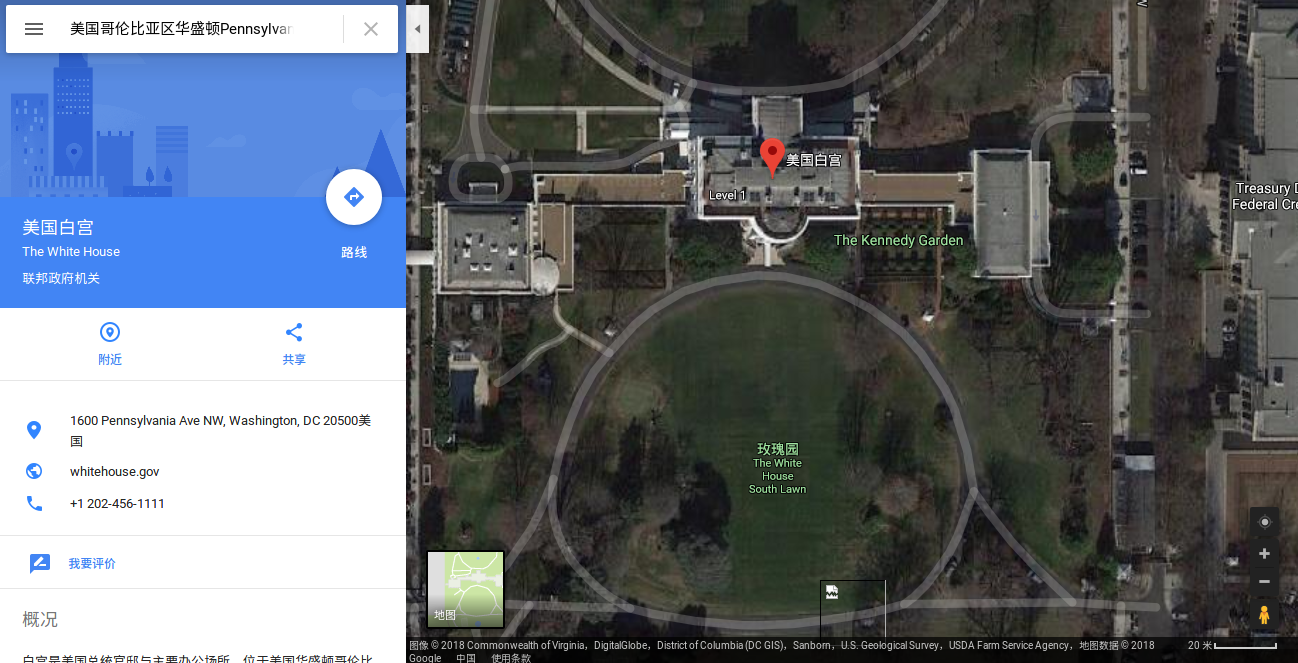 美国哥伦比亚区华盛顿Pennsylvan
美国白宫
The White House
联邦政府机关
路线
附近
共享
1600 Pennsylvania Ave NW, Washington, DC 20500美
国
whitehouse.gov
+1 202-456-1111
我要评价
概况
白宫是美国总统官邸与主要办公场所，位于美国华盛顿哥伦比
美国白宫
Level 1
The Kennedy Garden
Treasury D
Federal Cre
玫瑰园
The White
House
South Lawn
地图
图像 © 2018 Commonwealth of Virginia，DigitalGlobe，District of Columbia (DC GIS)，Sanborn，U.S. Geological Survey，USDA Farm Service Agency，地图数据 © 2018
20 米
Google 中国 使用条款